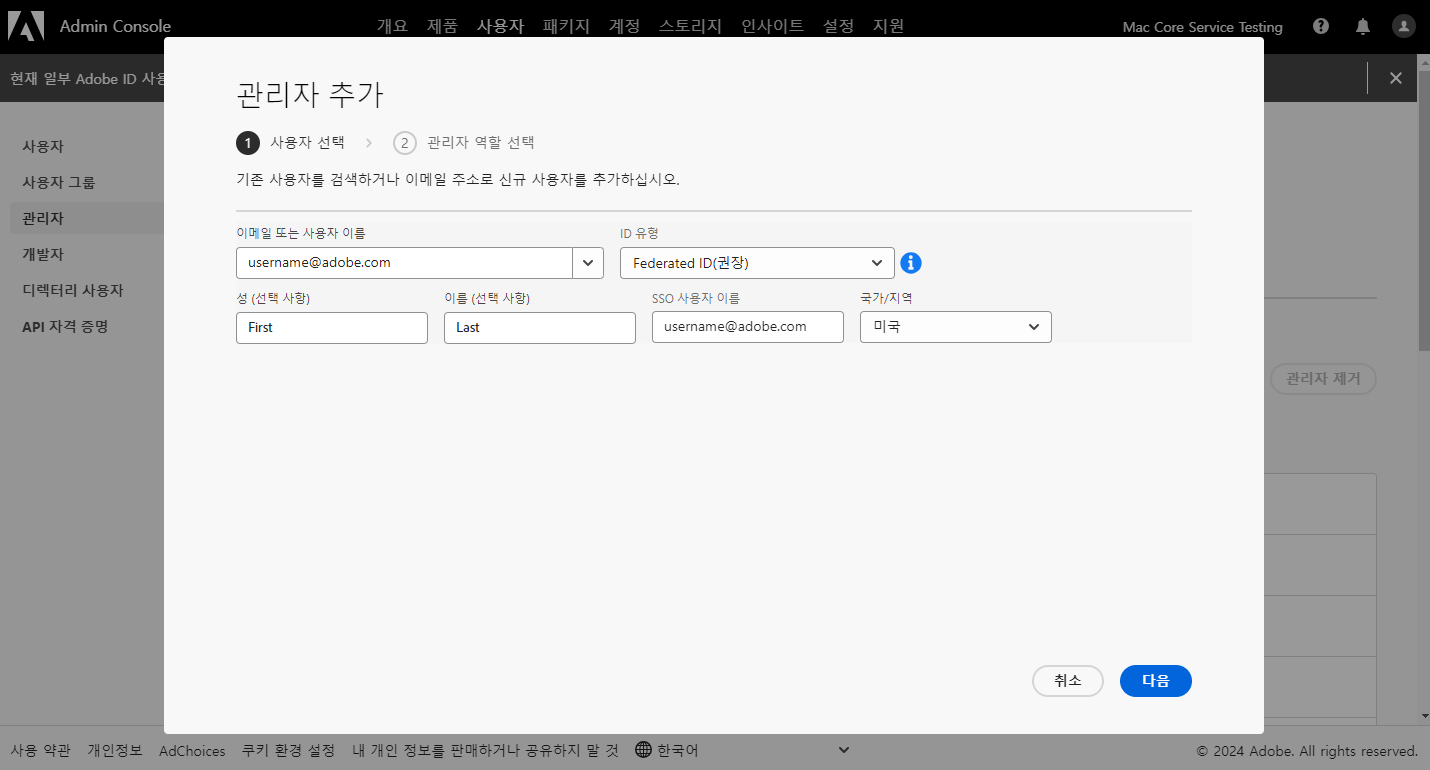 Admin Console 개요 제품 사용자 패키지 계정 스토리지 인사이트 설정 지원 Mac Core Service Testing
현재 일부 Adobe ID 사용
사용자
사용자 그룹
관리자
개발자
디렉터리 사용자
API 자격 증명
관리자 추가
1 사용자 선택 2 관리자 역할 선택
기존 사용자를 검색하거나 이메일 주소로 신규 사용자를 추가하십시오.
이메일 또는 사용자 이름 ID 유형
username@adobe.com Federated ID(권장)
성 (선택 사항) 이름 (선택 사항) SSO 사용자 이름 국가/지역
First Last username@adobe.com 미국
관리자 제거
취소 다음
사용 약관 개인정보 AdChoices 쿠키 환경 설정 내 개인 정보를 판매하거나 공유하지 말 것 한국어 © 2024 Adobe. All rights reserved.